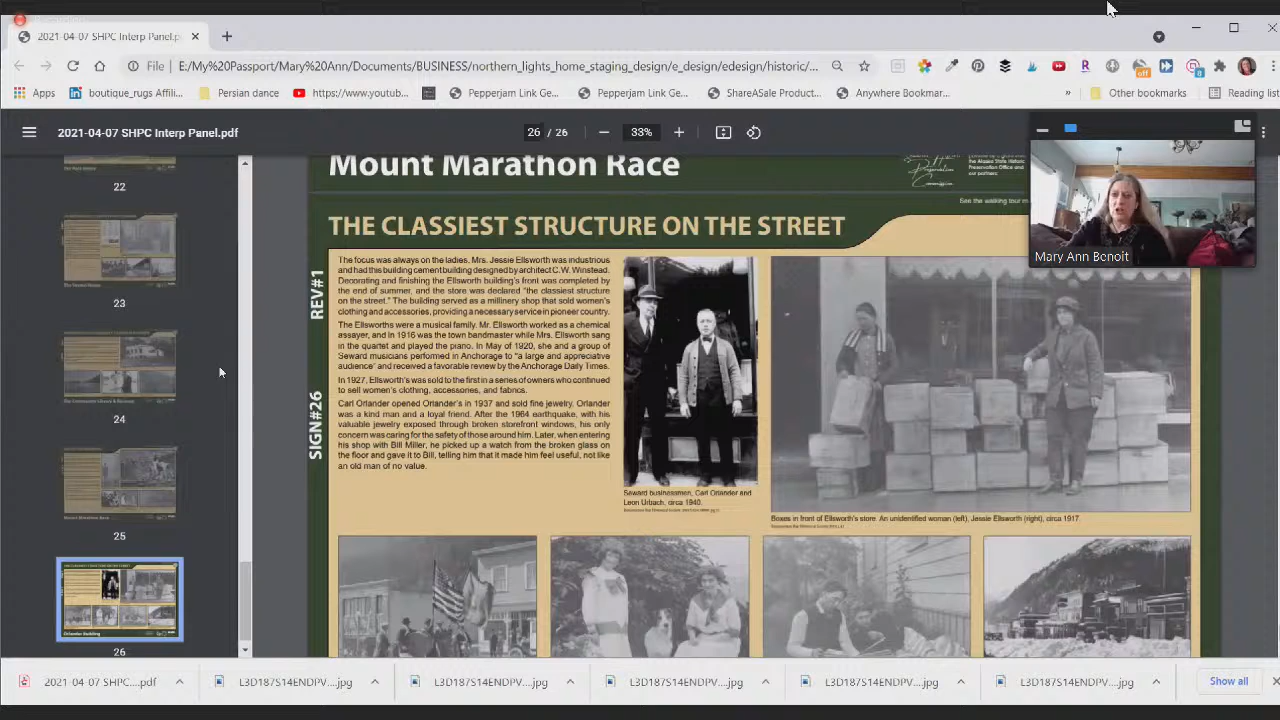 2021-04-07 SHPC Interp Panel.p
File
E:/My%20Passport/Mary%20Ann/Documents/BUSINESS/northern_lights_home_staging_design/e_design/edesign/historic/...
off
8
Apps
boutique_rugs Affili...
Persian dance
https://www.youtub...
Pepperjam Link Ge...
Pepperjam Link Ge...
ShareASale Product...
Anywhere Bookmar...
»
Other bookmarks
Reading list
2021-04-07 SHPC Interp Panel.pdf
26 / 26
33%
22
23
24
25
Orlander Building
26
Mount Marathon Race
Preservation Office and
our partners:
See the walking tour m
Mary Ann Benoit
THE CLASSIEST STRUCTURE ON THE STREET
REV#1
SIGN#26
The focus was always on the ladies. Mrs. Jessie Ellsworth was industrious
and had this building cement building designed by architect C.W. Winstead.
Decorating and finishing the Ellsworth building's front was completed by
the end of summer, and the store was declared "the classiest structure
on the street." The building served as a millinery shop that sold women's
clothing and accessories, providing a necessary service in pioneer country.
The Ellsworths were a musical family. Mr. Ellsworth worked as a chemical
assayer, and in 1916 was the town bandmaster while Mrs. Ellsworth sang
in the quartet and played the piano. In May of 1920, she and a group of
Seward musicians performed in Anchorage to "a large and appreciative
audience" and received a favorable review by the Anchorage Daily Times.
In 1927, Ellsworth's was sold to the first in a series of owners who continued
to sell women's clothing, accessories, and fabrics.
Carl Orlander opened Orlander's in 1937 and sold fine jewelry. Orlander
was a kind man and a loyal friend. After the 1964 earthquake, with his
valuable jewelry exposed through broken storefront windows, his only
concern was caring for the safety of those around him. Later, when entering
his shop with Bill Miller, he picked up a watch from the broken glass on
the floor and gave it to Bill, telling him that it made him feel useful, not like
an old man of no value.
Seward businessmen, Carl Orlander and
Leon Urbach, circa 1940.
Boxes in front of Ellsworth's store. An unidentified woman (left), Jessie Ellsworth (right), circa 1917.
2021-04-07 SHPC....pdf
L3D187S14ENDPV....jpg
L3D187S14ENDPV....jpg
L3D187S14ENDPV....jpg
L3D187S14ENDPV....jpg
L3D187S14ENDPV....jpg
Show all